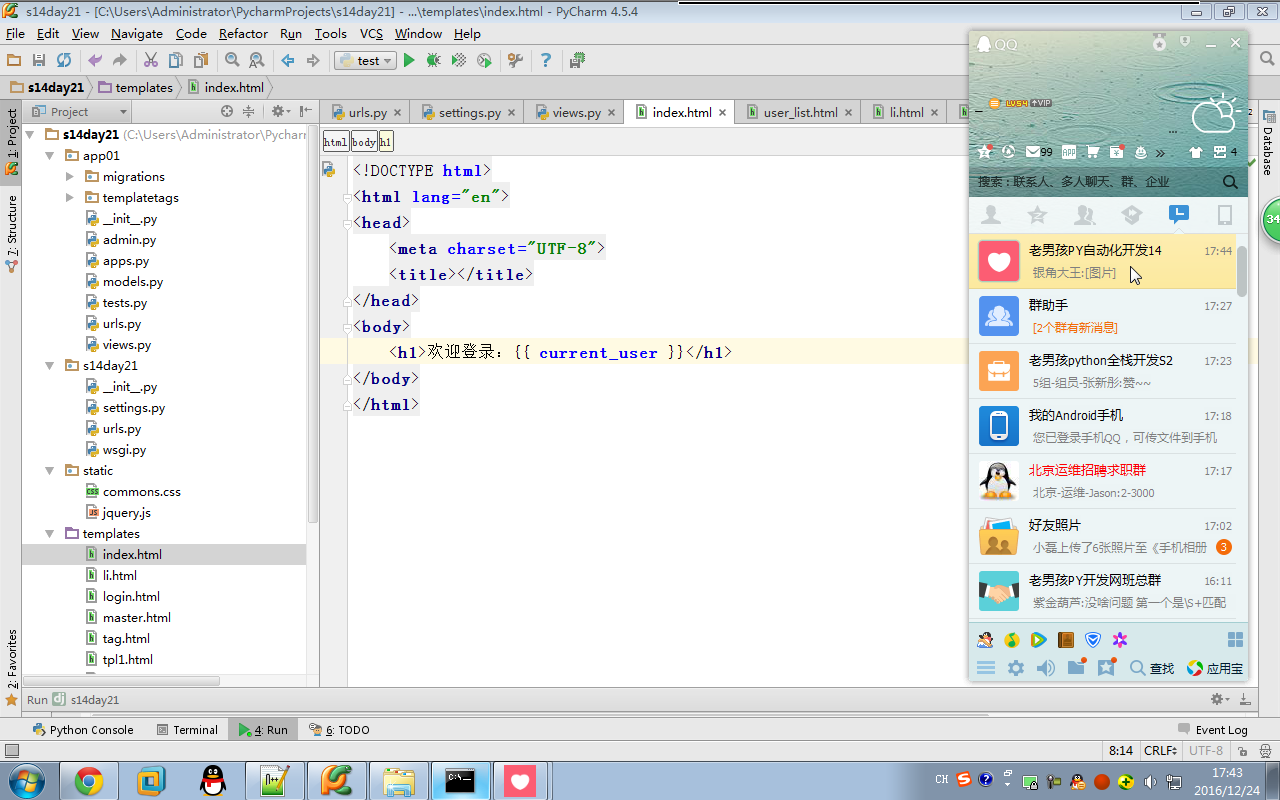 s14day21 - [C:\Users\Administrator\PycharmProjects\s14day21] - ...\templates\index.html - PyCharm 4.5.4
File Edit View Navigate Code Refactor Run Tools VCS Window Help
test
s14day21 templates index.html
Project
urls.py settings.py views.py index.html user_list.html li.html
html body h1
1: Project
7: Structure
2: Favorites
s14day21 (C:\Users\Administrator\Pycharm
app01
migrations
templatetags
__init__.py
admin.py
apps.py
models.py
tests.py
urls.py
views.py
s14day21
__init__.py
settings.py
urls.py
wsgi.py
static
commons.css
jquery.js
templates
index.html
li.html
login.html
master.html
tag.html
tpl1.html
<!DOCTYPE html>
<html lang="en">
<head>
<meta charset="UTF-8">
<title></title>
</head>
<body>
<h1>欢迎登录：{{ current_user }}</h1>
</body>
</html>
QQ
LV54 VIP
99 APP 4
搜索：联系人、多人聊天、群、企业
老男孩PY自动化开发14 17:44
银角大王:[图片]
群助手 17:27
[2个群有新消息]
老男孩python全栈开发S2 17:23
5组-组员-张新彤:赞~~
我的Android手机 17:18
您已登录手机QQ，可传文件到手机
北京运维招聘求职群 17:17
北京-运维-Jason:2-3000
好友照片 17:02
小磊上传了6张照片至《手机相册 3
老男孩PY开发网班总群 16:11
紫金葫芦:没啥问题 第一个是\S+匹配
查找 应用宝
Database
34
Run s14day21
Python Console Terminal 4: Run 6: TODO Event Log
8:14 CRLF UTF-8
CH
17:43
2016/12/24